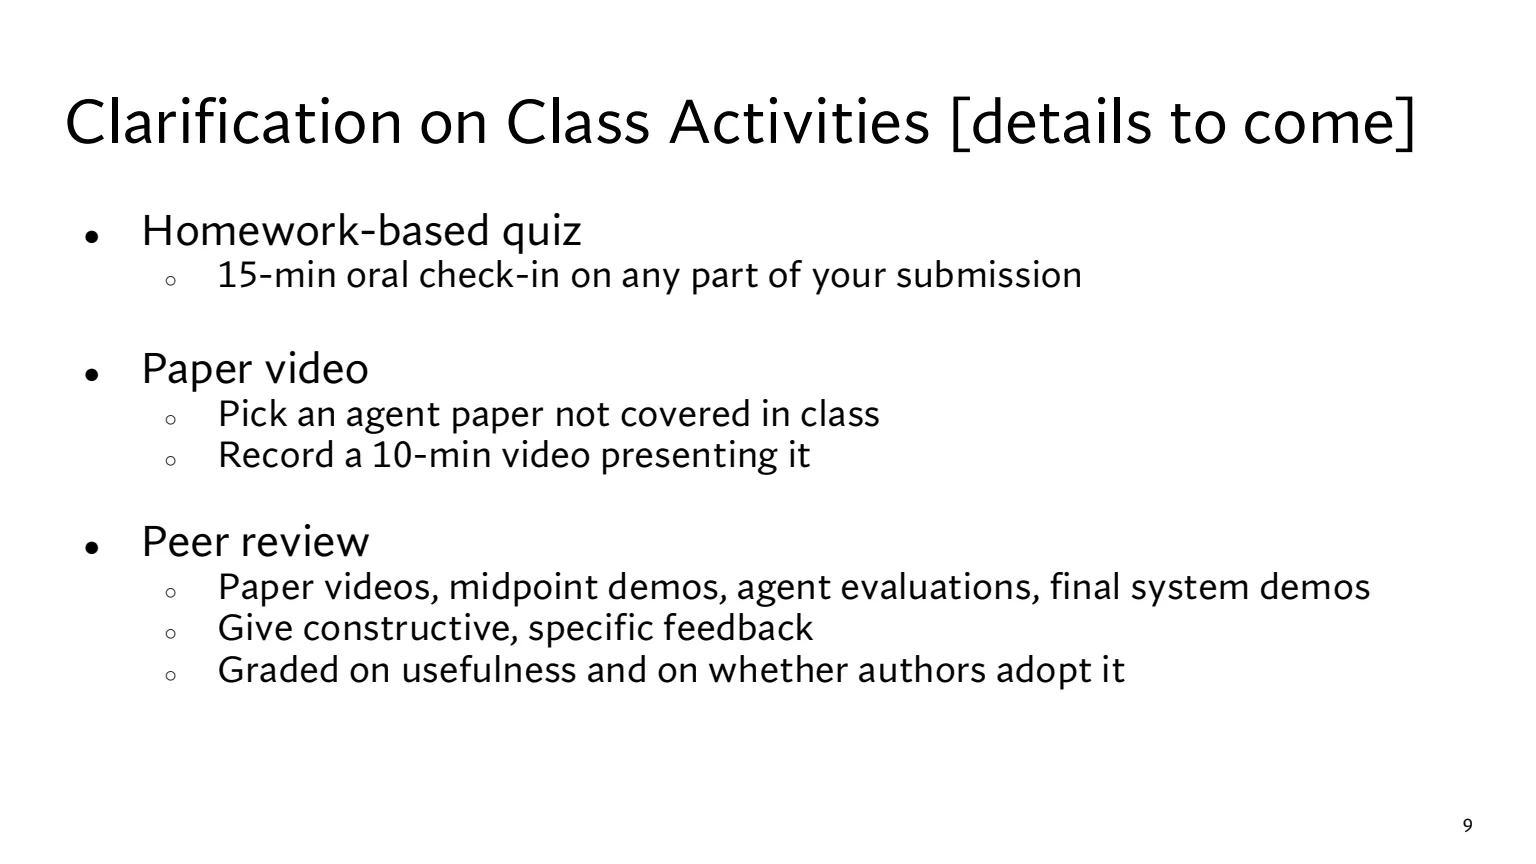 Clarification on Class Activities [details to come]
● Homework-based quiz
○ 15-min oral check-in on any part of your submission
● Paper video
○ Pick an agent paper not covered in class
○ Record a 10-min video presenting it
● Peer review
○ Paper videos, midpoint demos, agent evaluations, final system demos
○ Give constructive, specific feedback
○ Graded on usefulness and on whether authors adopt it
9